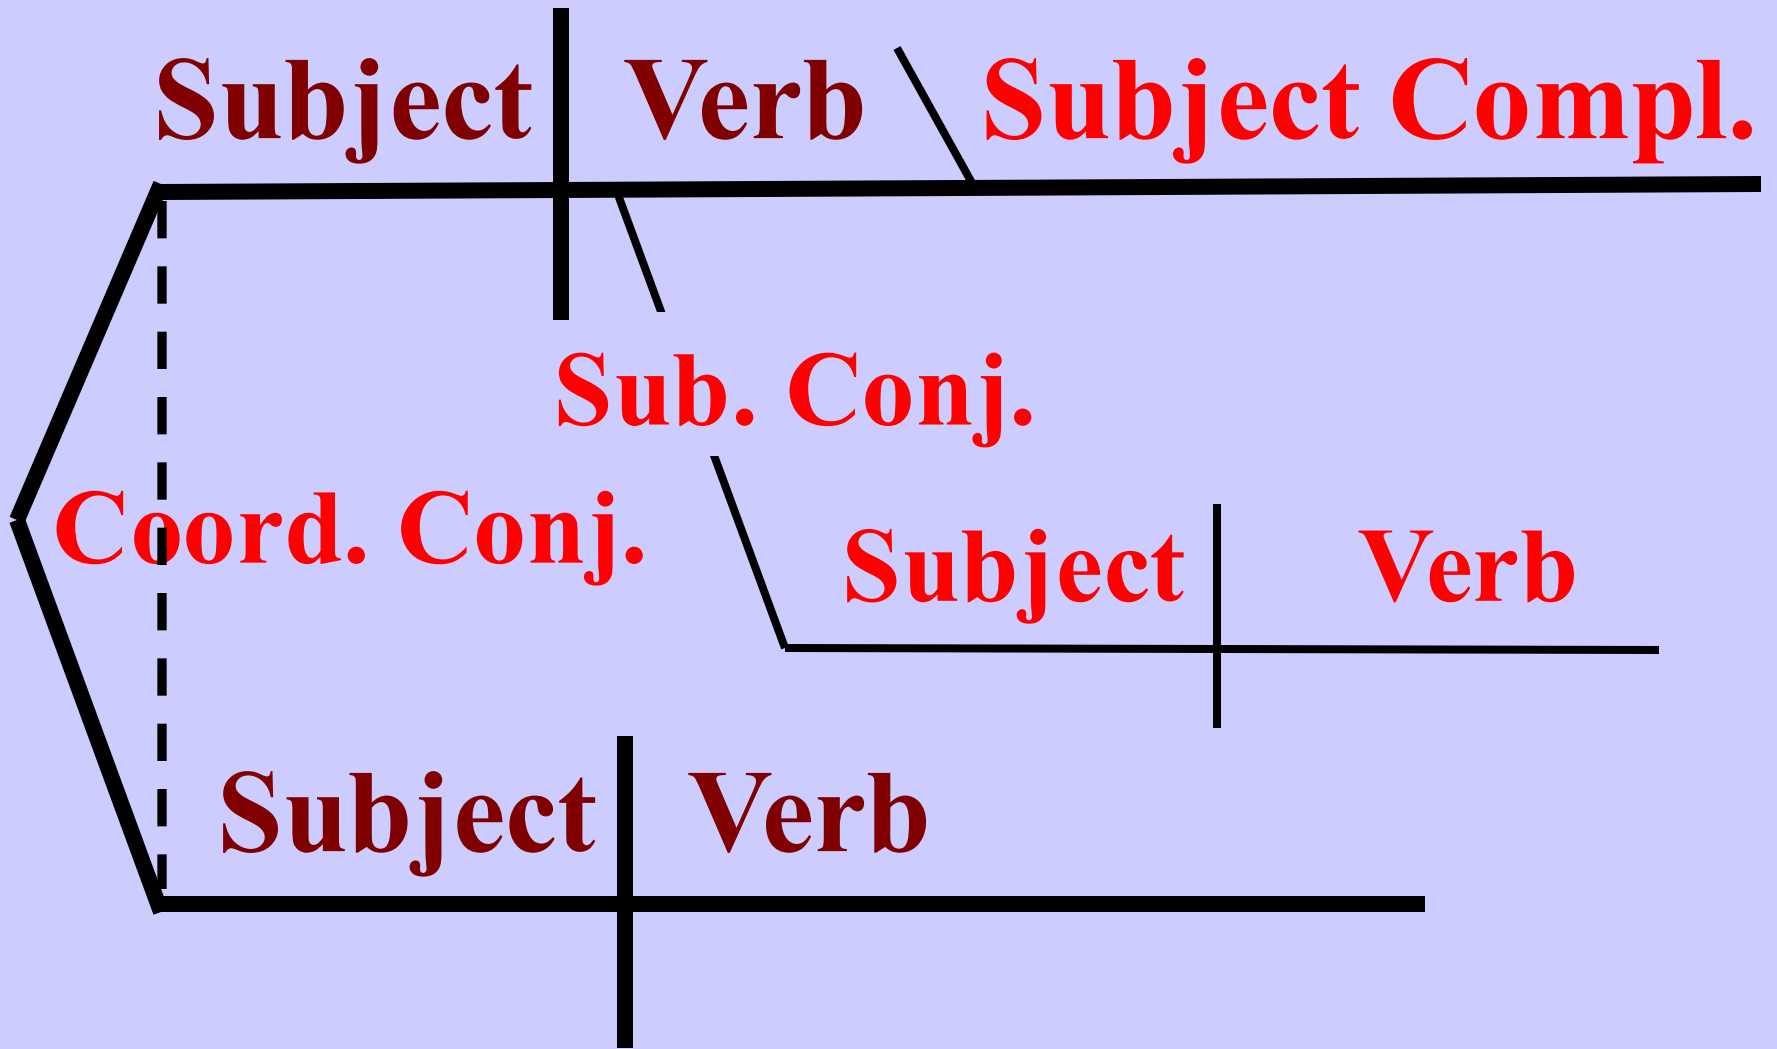 Subject Verb Subject Compl.
Sub. Conj.
Coord. Conj.
Subject Verb
Subject Verb